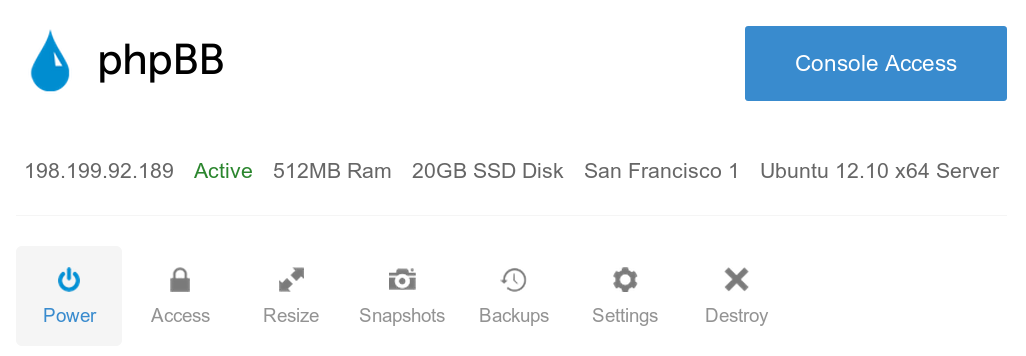 phpBB
Console Access
198.199.92.189 Active 512MB Ram 20GB SSD Disk San Francisco 1 Ubuntu 12.10 x64 Server
Power Access Resize Snapshots Backups Settings Destroy